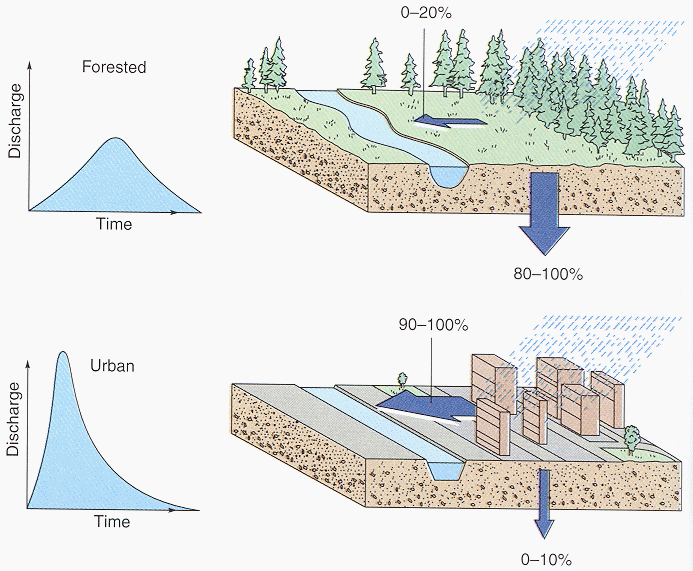 0–20%
Forested
Discharge
Time
80–100%
90–100%
Urban
Discharge
Time
0–10%